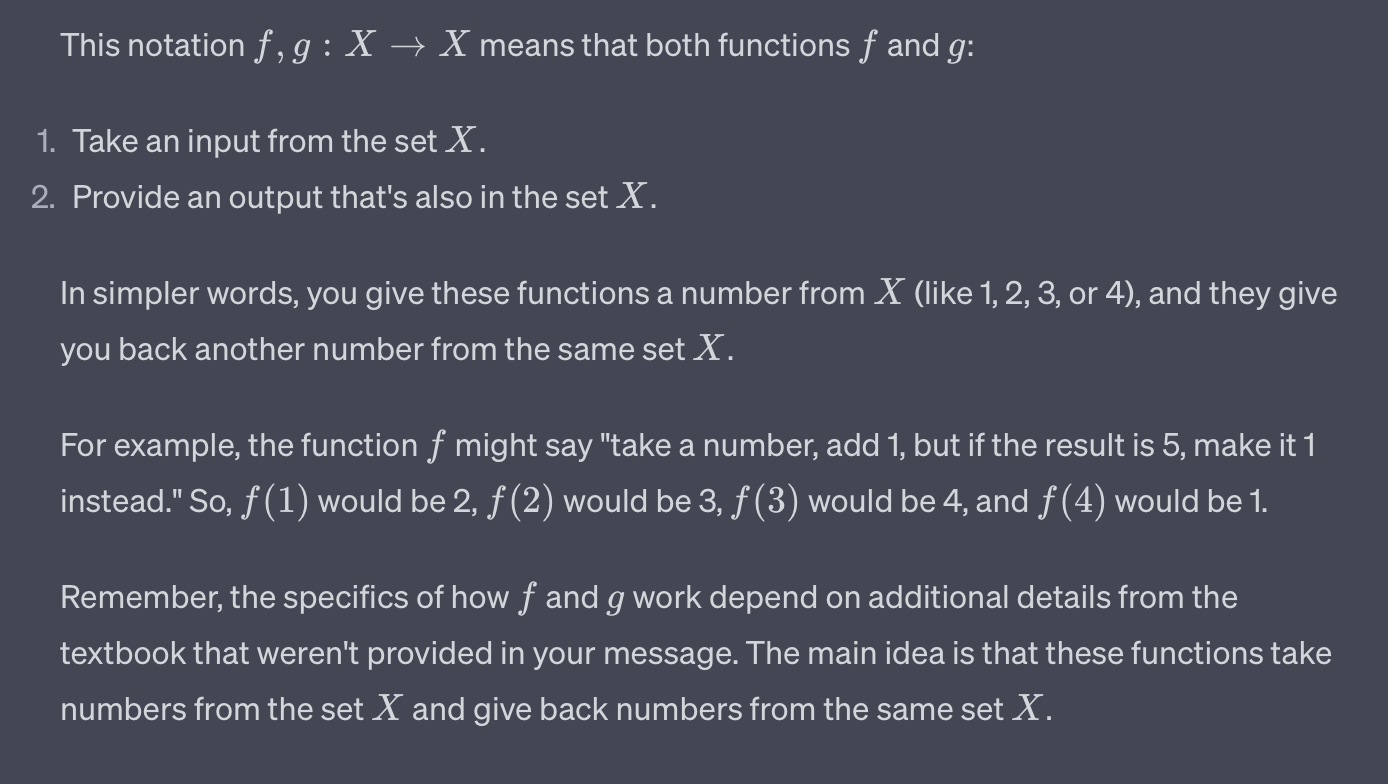 This notation f, g : X → X means that both functions f and g:
1. Take an input from the set X.
2. Provide an output that's also in the set X.
In simpler words, you give these functions a number from X (like 1, 2, 3, or 4), and they give
you back another number from the same set X.
For example, the function f might say "take a number, add 1, but if the result is 5, make it 1
instead." So, f(1) would be 2, f(2) would be 3, f(3) would be 4, and f(4) would be 1.
Remember, the specifics of how f and g work depend on additional details from the
textbook that weren't provided in your message. The main idea is that these functions take
numbers from the set X and give back numbers from the same set X.